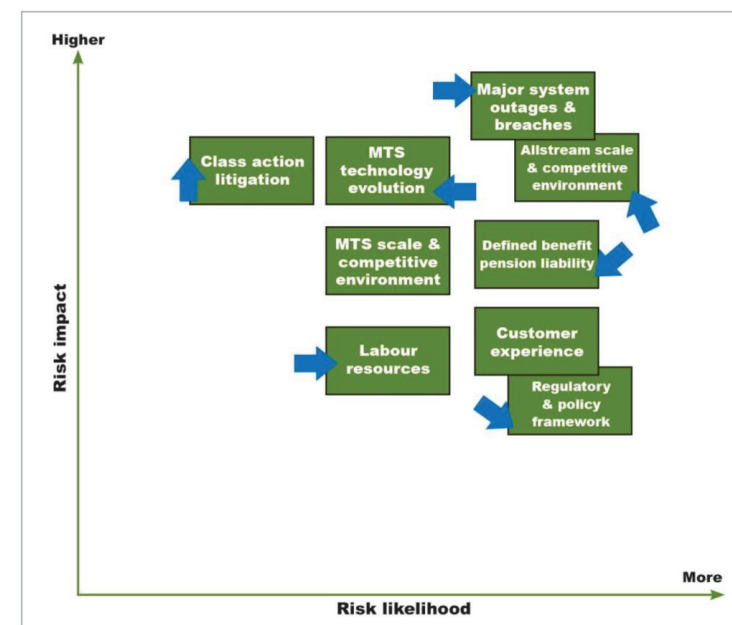 Higher
Major system
outages &
breaches
Allstream scale
& competitive
environment
Class action
litigation
MTS
technology
evolution
MTS scale &
competitive
environment
Defined benefit
pension liability
Labour
resources
Customer
experience
Regulatory
& policy
framework
Risk impact
More
Risk likelihood